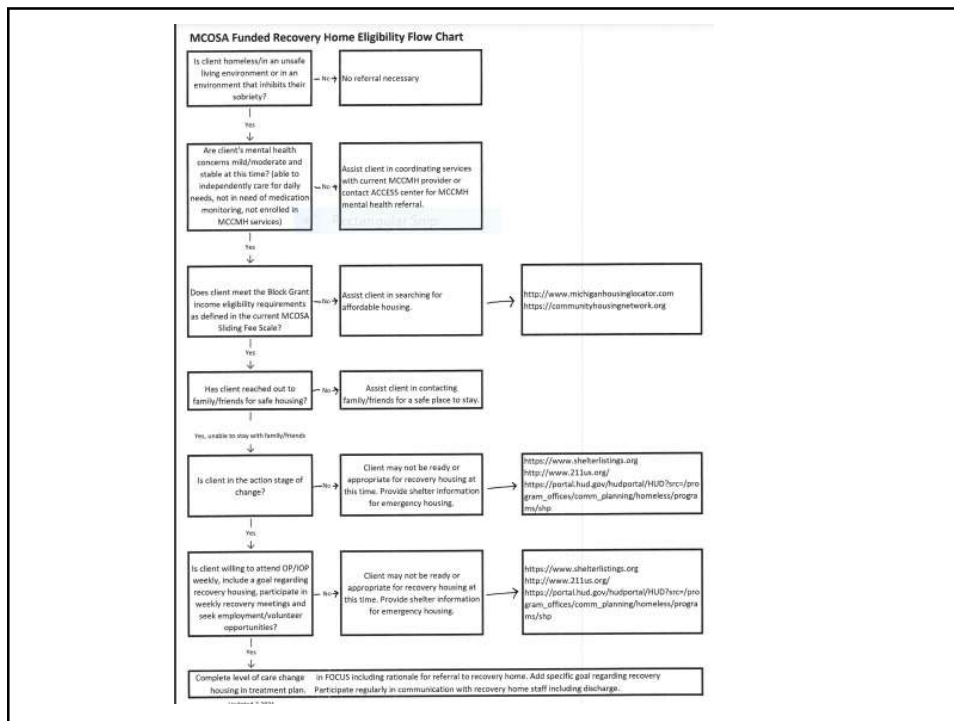 MCOSA Funded Recovery Home Eligibility Flow Chart
Is client homeless/in an unsafe
living environment or in an
environment that inhibits their
sobriety?
No
No referral necessary
Yes
Are client's mental health
concerns mild/moderate and
stable at this time? (able to
independently care for daily
needs, not in need of medication
monitoring, not enrolled in
MCCMH services)
No
Assist client in coordinating services
with current MCCMH provider or
contact ACCESS center for MCCMH
mental health referral.
Rectangular Snip
Yes
Does client meet the Block Grant
income eligibility requirements
as defined in the current MCOSA
Sliding Fee Scale?
No
Assist client in searching for
affordable housing.
http://www.michiganhousinglocator.com
https://communityhousingnetwork.org
Yes
Has client reached out to
family/friends for safe housing?
No
Assist client in contacting
family/friends for a safe place to stay.
Yes, unable to stay with family/friends
Is client in the action stage of
change?
No
Client may not be ready or
appropriate for recovery housing at
this time. Provide shelter information
for emergency housing.
https://www.shelterlistings.org
http://www.211us.org/
https://portal.hud.gov/hudportal/HUD?src=/pro
gram_offices/comm_planning/homeless/progra
ms/shp
Yes
Is client willing to attend OP/IOP
weekly, include a goal regarding
recovery housing, participate in
weekly recovery meetings and
seek employment/volunteer
opportunities?
No
Client may not be ready or
appropriate for recovery housing at
this time. Provide shelter information
for emergency housing.
https://www.shelterlistings.org
http://www.211us.org/
https://portal.hud.gov/hudportal/HUD?src=/pro
gram_offices/comm_planning/homeless/progra
ms/shp
Yes
Complete level of care change in FOCUS including rationale for referral to recovery home. Add specific goal regarding recovery
housing in treatment plan. Participate regularly in communication with recovery home staff including discharge.